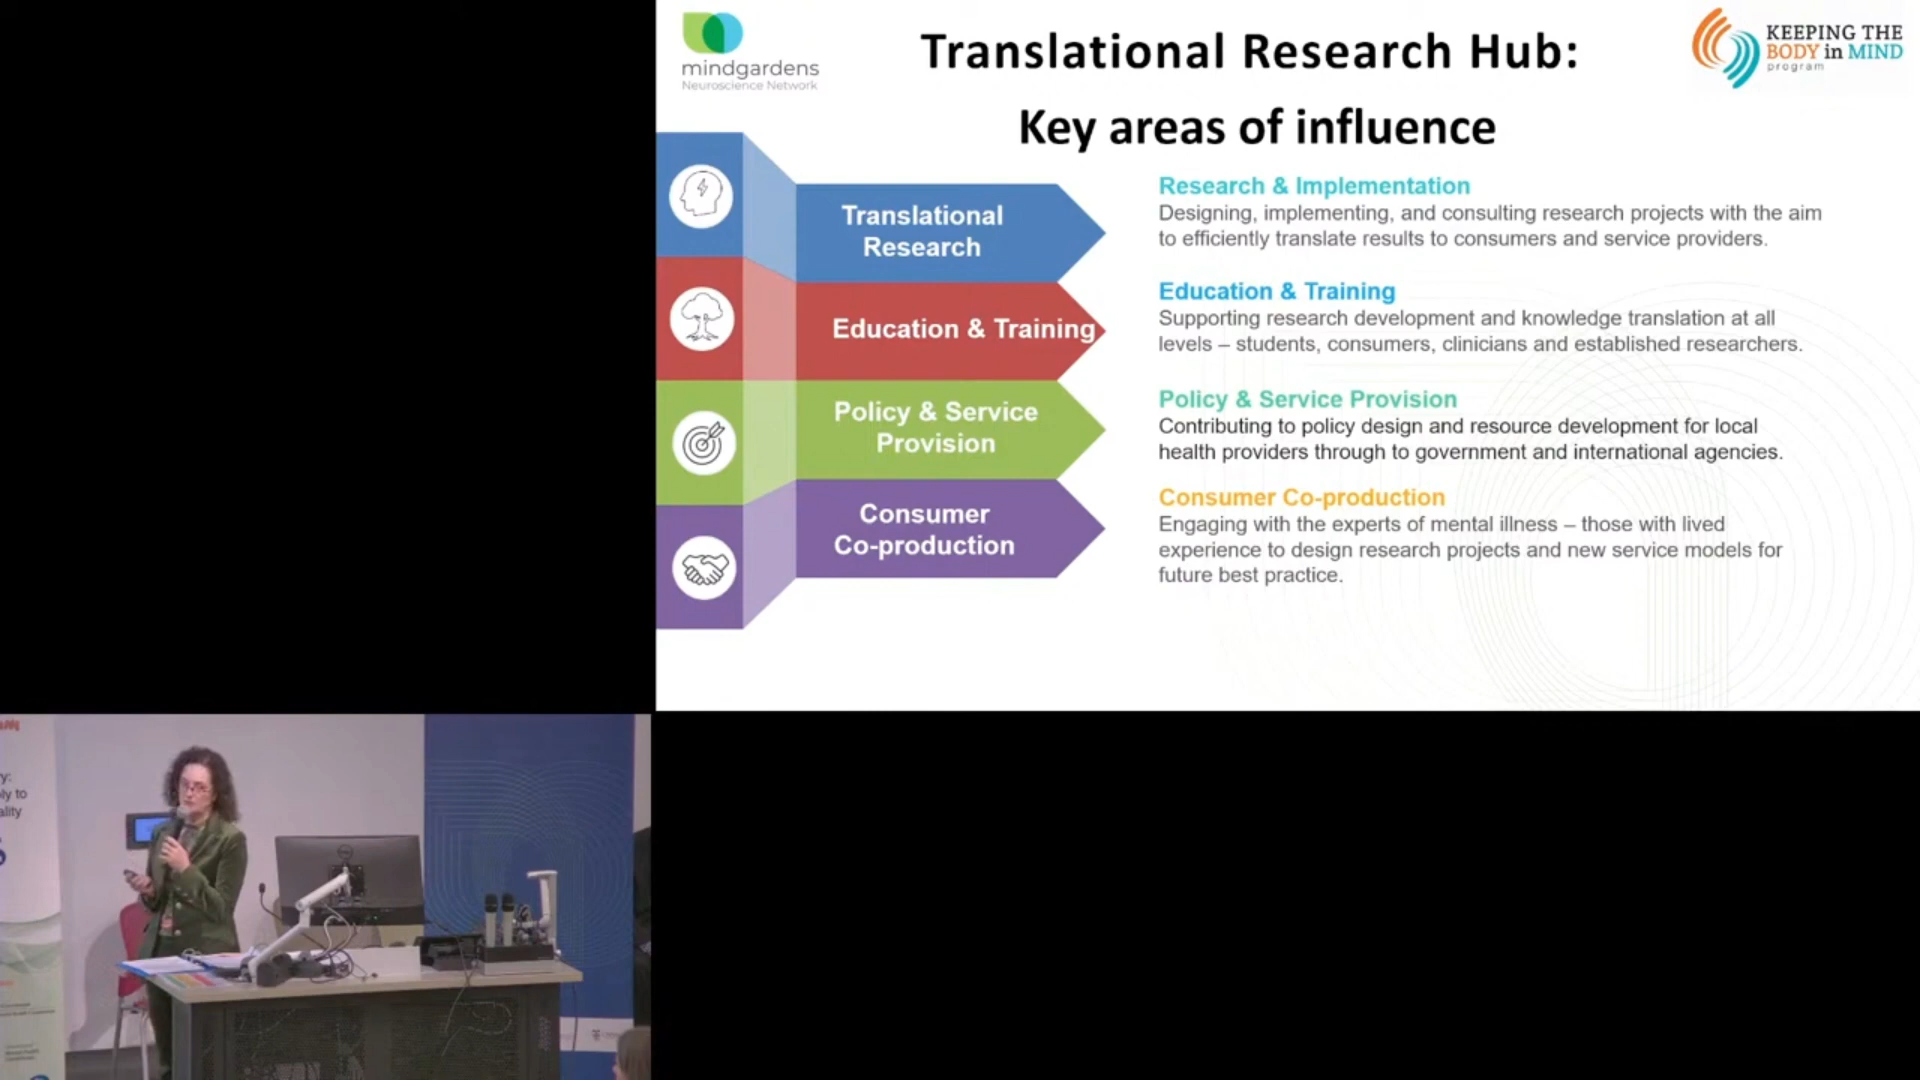 mindgardens
Neuroscience Network
Translational Research Hub:
Key areas of influence
KEEPING THE
BODY in MIND
program
Translational
Research
Education & Training
Policy & Service
Provision
Consumer
Co-production
Research & Implementation
Designing, implementing, and consulting research projects with the aim
to efficiently translate results to consumers and service providers.
Education & Training
Supporting research development and knowledge translation at all
levels – students, consumers, clinicians and established researchers.
Policy & Service Provision
Contributing to policy design and resource development for local
health providers through to government and international agencies.
Consumer Co-production
Engaging with the experts of mental illness – those with lived
experience to design research projects and new service models for
future best practice.
y:
ly to
ality
DELL